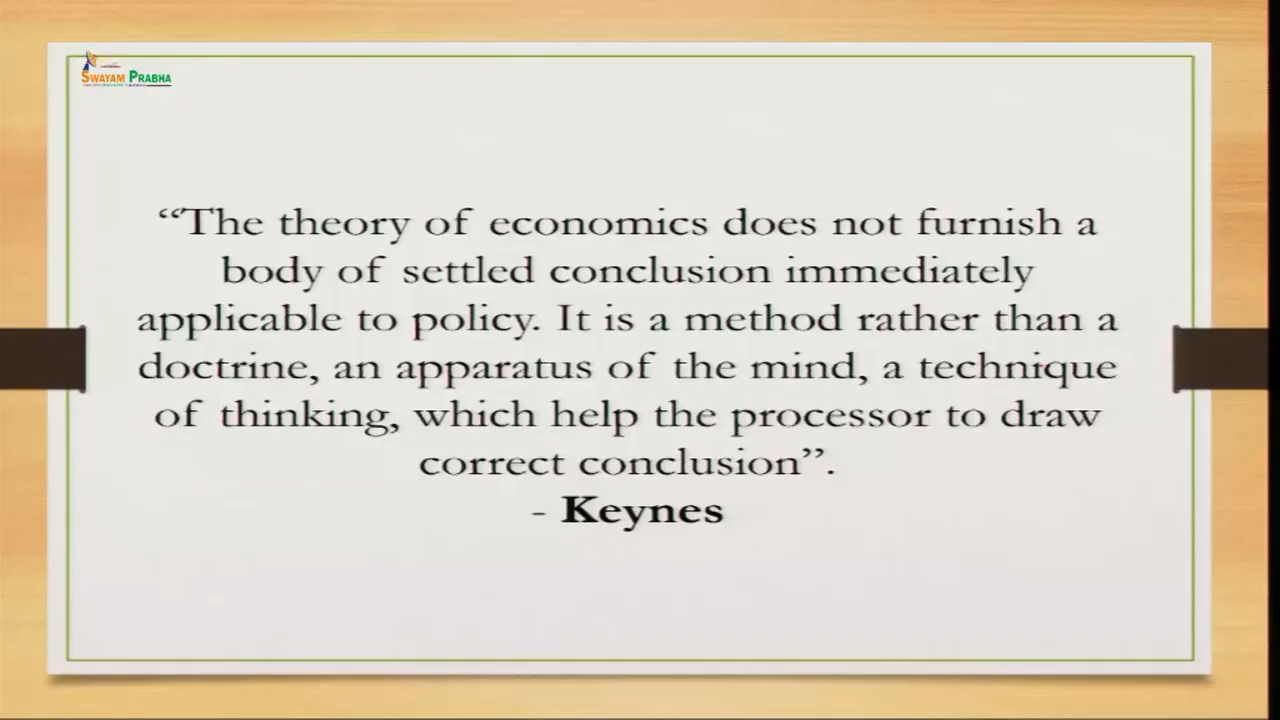 SWAYAM PRABHA
“The theory of economics does not furnish a
body of settled conclusion immediately
applicable to policy. It is a method rather than a
doctrine, an apparatus of the mind, a technique
of thinking, which help the processor to draw
correct conclusion”.
- Keynes